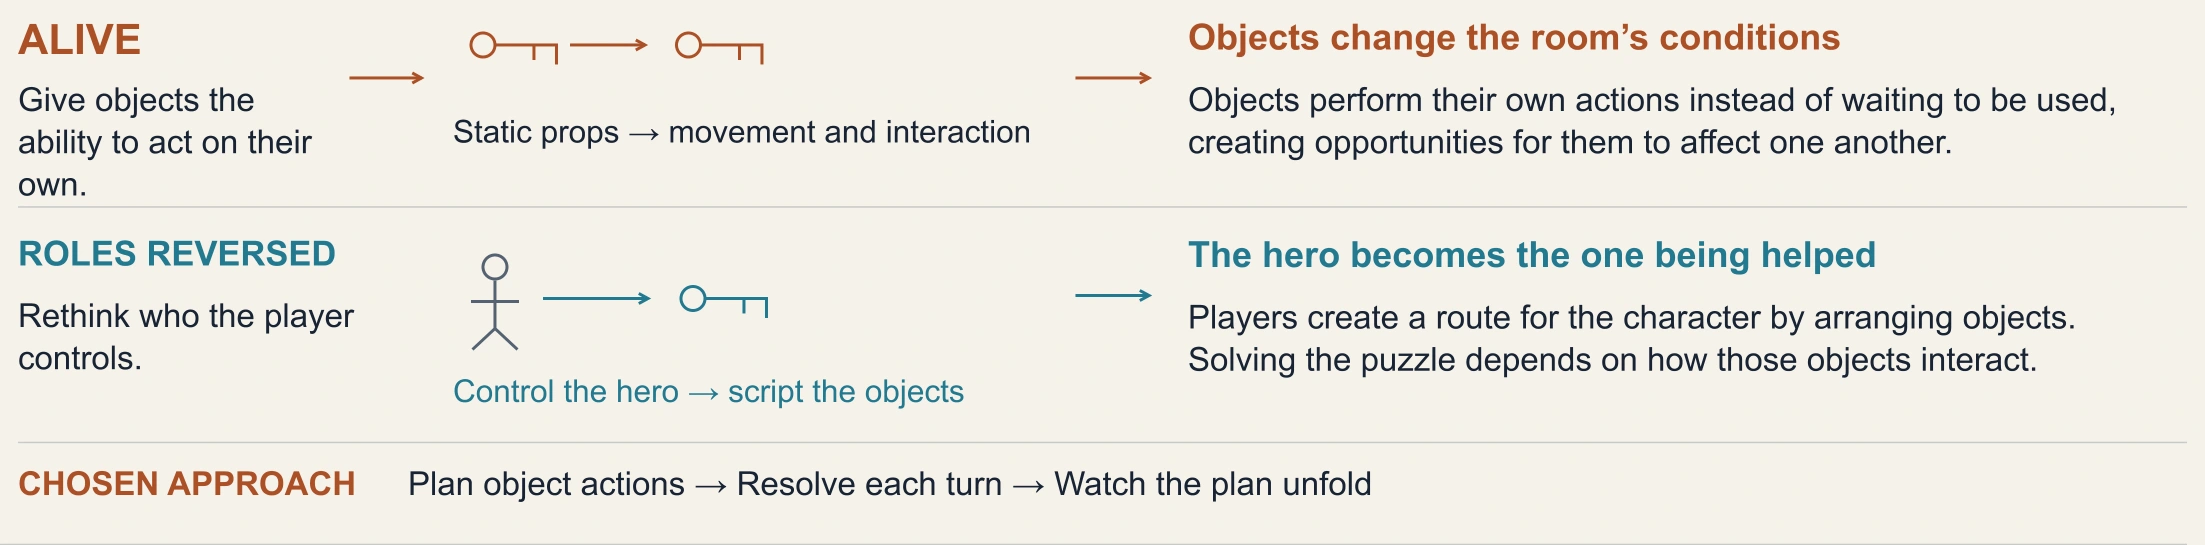 ALIVE
Give objects the
ability to act on their
own.
Static props → movement and interaction
Objects change the room’s conditions
Objects perform their own actions instead of waiting to be used,
creating opportunities for them to affect one another.
ROLES REVERSED
Rethink who the player
controls.
Control the hero → script the objects
The hero becomes the one being helped
Players create a route for the character by arranging objects.
Solving the puzzle depends on how those objects interact.
CHOSEN APPROACH
Plan object actions → Resolve each turn → Watch the plan unfold